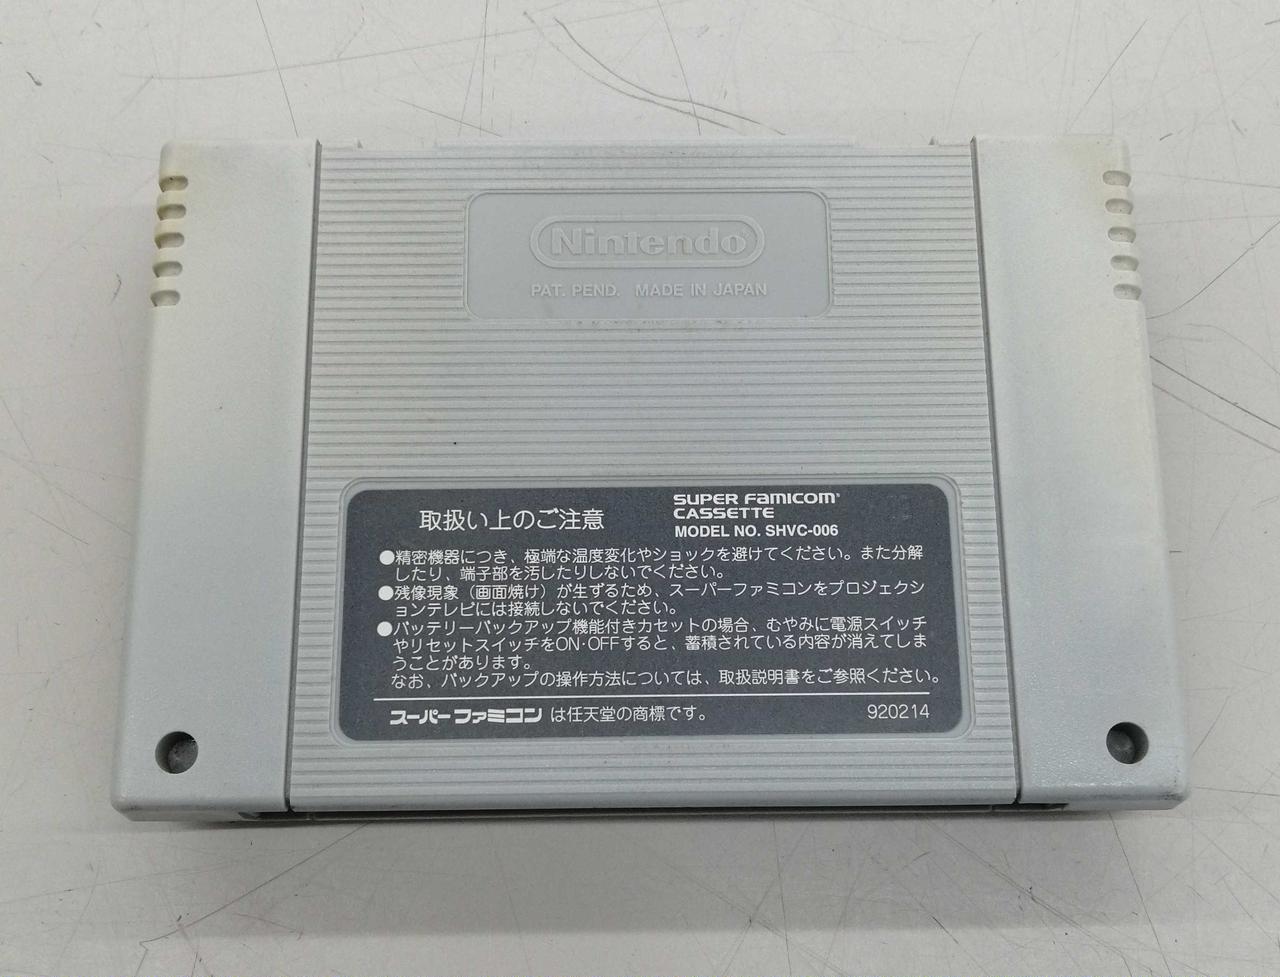 Nintendo
PAT. PEND. MADE IN JAPAN
取扱い上のご注意
SUPER FAMICOM
CASSETTE
MODEL NO. SHVC-006
●精密機器につき、極端な温度変化やショックを避けてください。また分解
したり、端子部を汚したりしないでください。
●残像現象（画面焼け）が生ずるため、スーパーファミコンをプロジェクシ
ョンテレビには接続しないでください。
●バッテリーバックアップ機能付きカセットの場合、むやみに電源スイッチ
やリセットスイッチをON·OFFすると、蓄積されている内容が消えてしま
うことがあります。
なお、バックアップの操作方法については、取扱説明書をご参照ください。
スーパーファミコン は任天堂の商標です。
920214